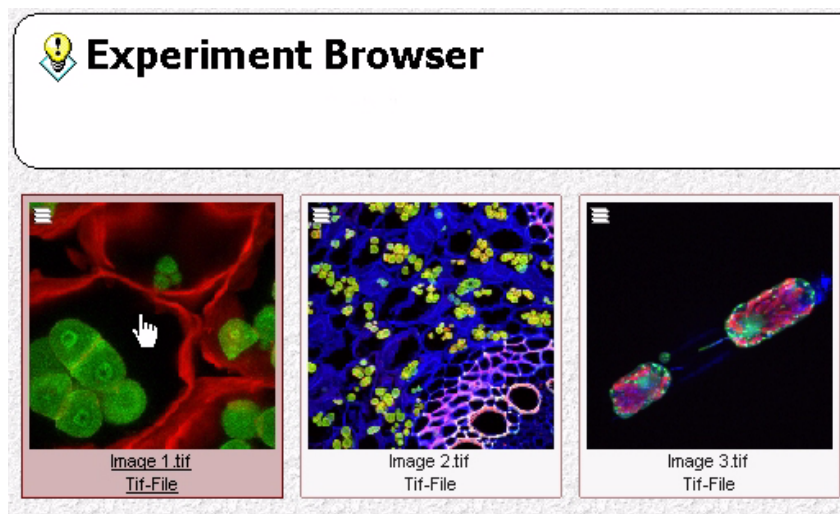 Experiment Browser
Image 1.tif
Tif-File
Image 2.tif
Tif-File
Image 3.tif
Tif-File